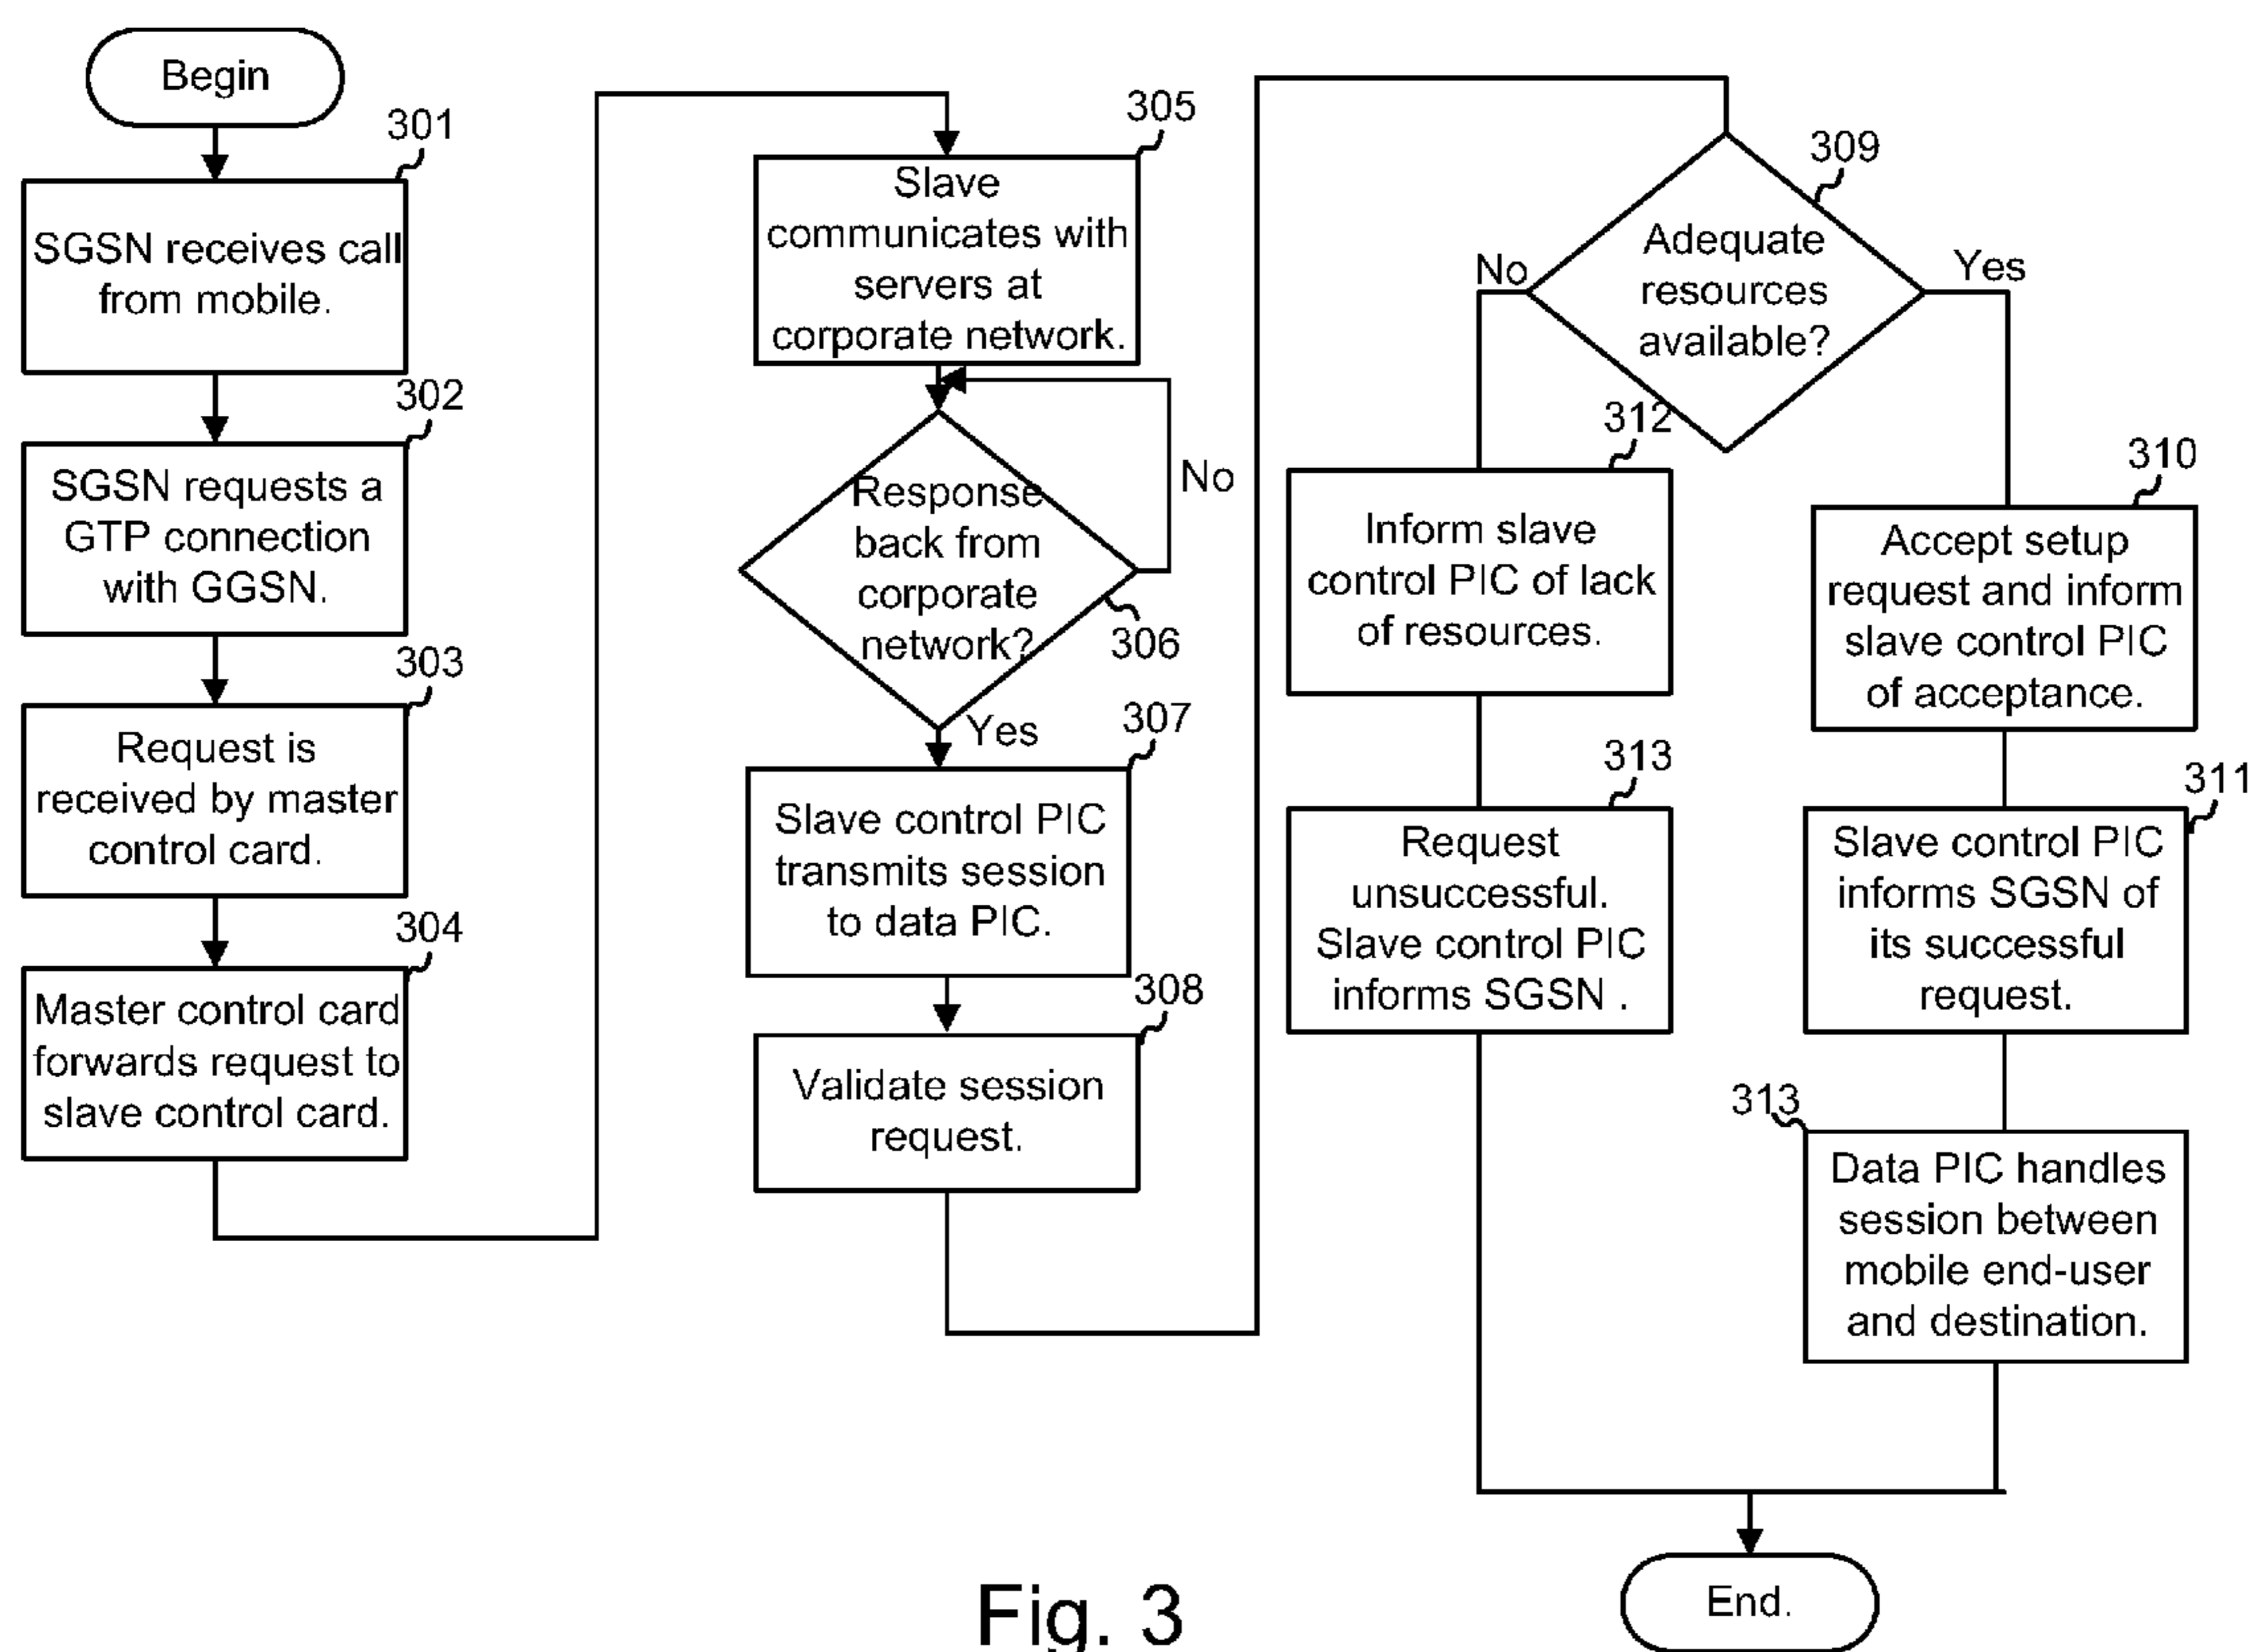 Begin
301
SGSN receives call
from mobile.
302
SGSN requests a
GTP connection
with GGSN.
303
Request is
received by master
control card.
304
Master control card
forwards request to
slave control card.
305
Slave
communicates with
servers at
corporate network.
Response
back from
corporate
network?
No
306
Yes
307
Slave control PIC
transmits session
to data PIC.
308
Validate session
request.
309
Adequate
resources
available?
No
Yes
312
Inform slave
control PIC of lack
of resources.
313
Request
unsuccessful.
Slave control PIC
informs SGSN .
310
Accept setup
request and inform
slave control PIC
of acceptance.
311
Slave control PIC
informs SGSN of
its successful
request.
313
Data PIC handles
session between
mobile end-user
and destination.
End.
Fig. 3